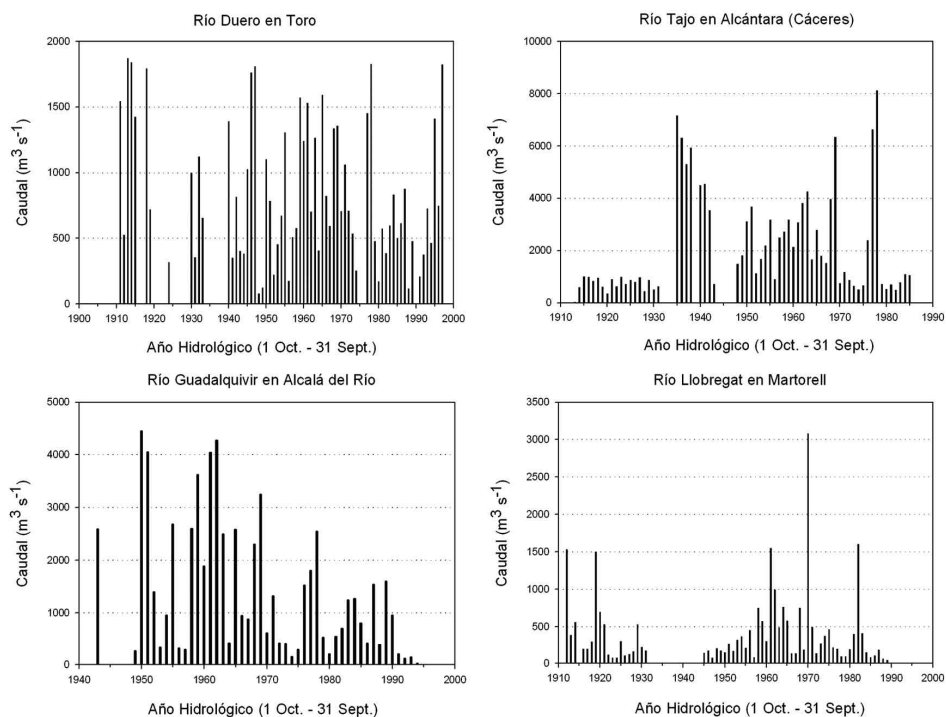 Río Duero en Toro
Caudal (m³ s⁻¹)
2000
1500
1000
500
0
1900 1910 1920 1930 1940 1950 1960 1970 1980 1990 2000
Año Hidrológico (1 Oct. - 31 Sept.)
Río Tajo en Alcántara (Cáceres)
Caudal (m³ s⁻¹)
10000
8000
6000
4000
2000
0
1910 1920 1930 1940 1950 1960 1970 1980 1990
Año Hidrológico (1 Oct. - 31 Sept.)
Río Guadalquivir en Alcalá del Río
Caudal (m³ s⁻¹)
5000
4000
3000
2000
1000
0
1940 1950 1960 1970 1980 1990 2000
Año Hidrológico (1 Oct. - 31 Sept.)
Río Llobregat en Martorell
Caudal (m³ s⁻¹)
3500
3000
2500
2000
1500
1000
500
0
1910 1920 1930 1940 1950 1960 1970 1980 1990 2000
Año Hidrológico (1 Oct. - 31 Sept.)